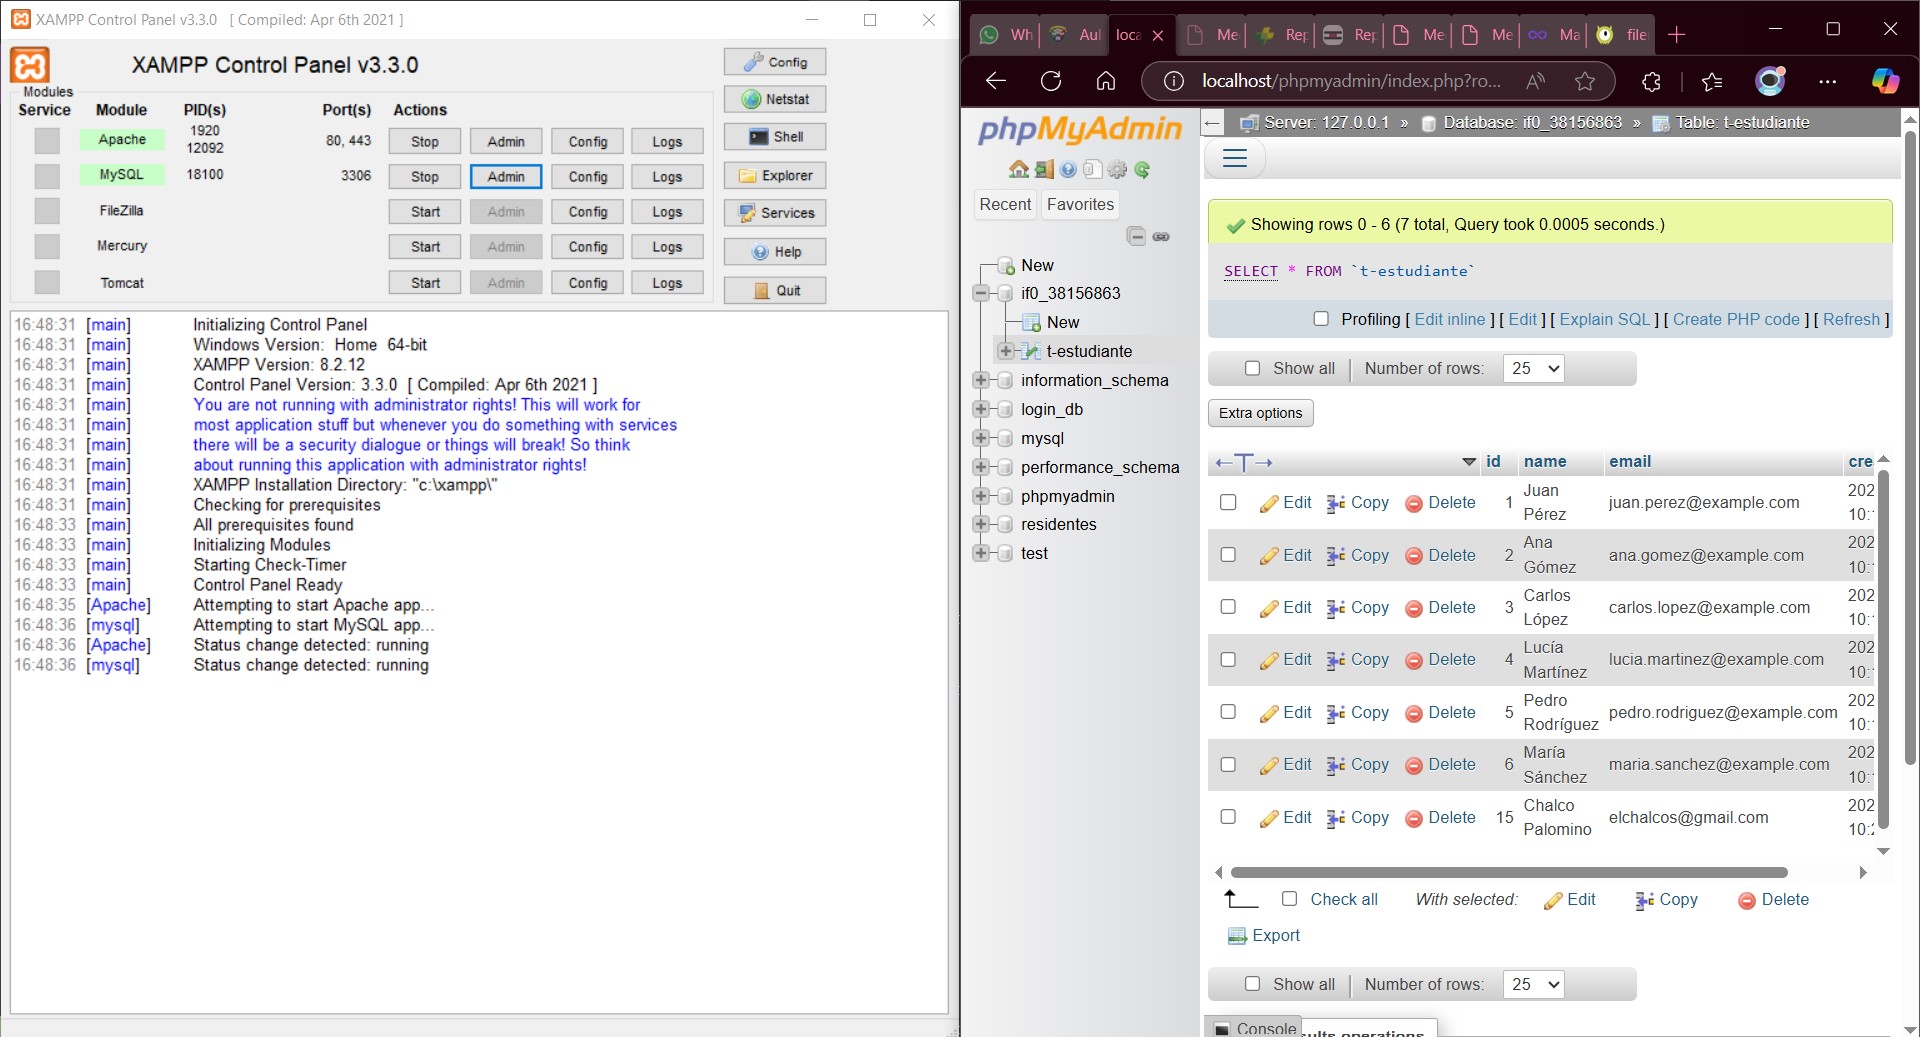 XAMPP Control Panel v3.3.0 [ Compiled: Apr 6th 2021 ]
XAMPP Control Panel v3.3.0
Config
Modules
Service Module PID(s) Port(s) Actions
Netstat
Apache 1920 12092 80, 443 Stop Admin Config Logs
Shell
MySQL 18100 3306 Stop Admin Config Logs
Explorer
FileZilla Start Admin Config Logs
Services
Mercury Start Admin Config Logs
Help
Tomcat Start Admin Config Logs
Quit
16:48:31 [main] Initializing Control Panel
16:48:31 [main] Windows Version: Home 64-bit
16:48:31 [main] XAMPP Version: 8.2.12
16:48:31 [main] Control Panel Version: 3.3.0 [ Compiled: Apr 6th 2021 ]
16:48:31 [main] You are not running with administrator rights! This will work for
16:48:31 [main] most application stuff but whenever you do something with services
16:48:31 [main] there will be a security dialogue or things will break! So think
16:48:31 [main] about running this application with administrator rights!
16:48:31 [main] XAMPP Installation Directory: "c:\xampp\"
16:48:31 [main] Checking for prerequisites
16:48:33 [main] All prerequisites found
16:48:33 [main] Initializing Modules
16:48:33 [main] Starting Check-Timer
16:48:33 [main] Control Panel Ready
16:48:35 [Apache] Attempting to start Apache app...
16:48:36 [mysql] Attempting to start MySQL app...
16:48:36 [Apache] Status change detected: running
16:48:36 [mysql] Status change detected: running
Wh Aul loca Me Rep Rep Me Me Ma file
localhost/phpmyadmin/index.php?ro...
phpMyAdmin
Recent Favorites
New
if0_38156863
New
t-estudiante
information_schema
login_db
mysql
performance_schema
phpmyadmin
residentes
test
Server: 127.0.0.1 » Database: if0_38156863 » Table: t-estudiante
Showing rows 0 - 6 (7 total, Query took 0.0005 seconds.)
SELECT * FROM `t-estudiante`
Profiling [ Edit inline ] [ Edit ] [ Explain SQL ] [ Create PHP code ] [ Refresh ]
Show all Number of rows: 25
Extra options
←T→ id name email cre
Edit Copy Delete 1 Juan Pérez juan.perez@example.com 202 10:
Edit Copy Delete 2 Ana Gómez ana.gomez@example.com 202 10:
Edit Copy Delete 3 Carlos López carlos.lopez@example.com 202 10:
Edit Copy Delete 4 Lucía Martínez lucia.martinez@example.com 202 10:
Edit Copy Delete 5 Pedro Rodríguez pedro.rodriguez@example.com 202 10:
Edit Copy Delete 6 María Sánchez maria.sanchez@example.com 202 10:
Edit Copy Delete 15 Chalco Palomino elchalcos@gmail.com 202 10:
Check all With selected: Edit Copy Delete
Export
Show all Number of rows: 25
Console